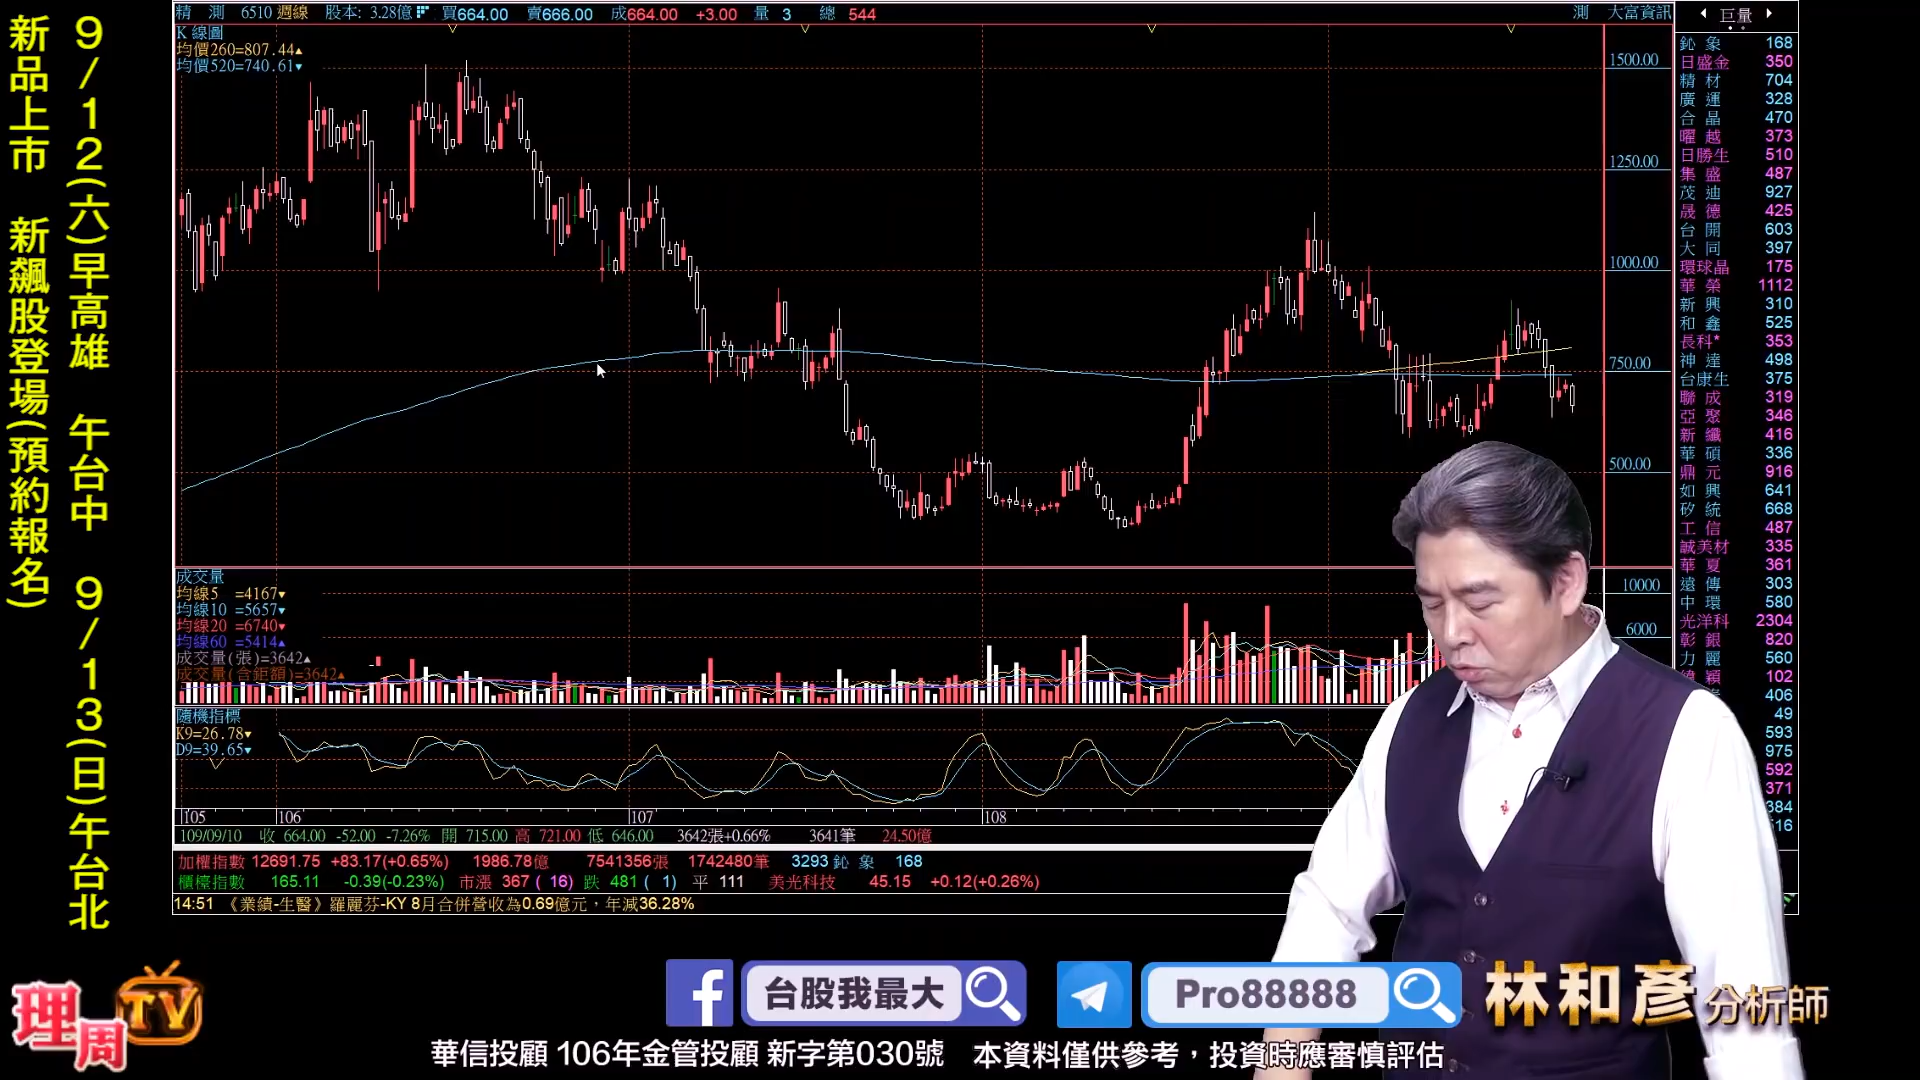 9/12(六)早高雄　午台中　9/13(日)午台北
新品上市　新飆股登場(預約報名)
精 測 6510 週線 股本: 3.28億 買664.00 賣666.00 成664.00 +3.00 量 3 總 544 測 大富資訊
K 線圖
均價260=807.44▲
均價520=740.61▼
1500.00
1250.00
1000.00
750.00
500.00
成交量
均線5 =4167▼
均線10 =5657▼
均線20 =6740▼
均線60 =5414▲
成交量(張)=3642▲
成交量(含鉅額)=3642▲
10000
6000
隨機指標
K9=26.78▼
D9=39.65▼
105 106 107 108
109/09/10 收 664.00 -52.00 -7.26% 開 715.00 高 721.00 低 646.00 3642張+0.66% 3641筆 24.50億
加權指數 12691.75 +83.17(+0.65%) 1986.78億 7541356張 1742480筆 3293 鈊 象 168
櫃檯指數 165.11 -0.39(-0.23%) 市漲 367 ( 16) 跌 481 ( 1) 平 111 美光科技 45.15 +0.12(+0.26%)
14:51 《業績-生醫》羅麗芬-KY 8月合併營收為0.69億元，年減36.28%
巨量
鈊 象 168
日盛金 350
精 材 704
廣 運 328
合 晶 470
曜 越 373
日勝生 510
集 盛 487
茂 迪 927
晟 德 425
台 開 603
大 同 397
環球晶 175
華 榮 1112
新 興 310
和 鑫 525
長科* 353
神 達 498
台康生 375
聯 成 319
亞 聚 346
新 纖 416
華 碩 336
鼎 元 916
如 興 641
矽 統 668
工 信 487
誠美材 335
華 夏 361
遠 傳 303
中 環 580
光洋科 2304
彰 銀 820
力 麗 560
穎 102
406
49
593
975
592
371
384
理周TV
台股我最大
Pro88888
林和彥 分析師
華信投顧 106年金管投顧 新字第030號　本資料僅供參考，投資時應審慎評估